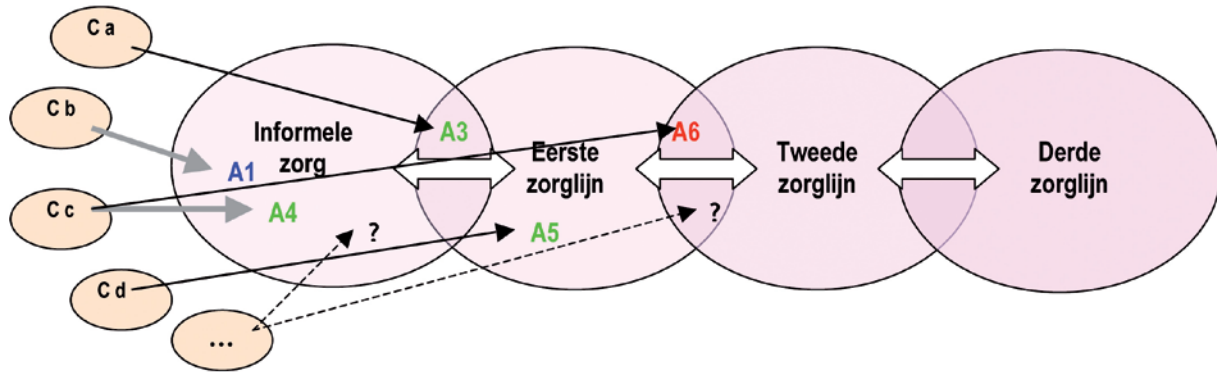 C a
C b
C c
C d
...
Informele
zorg
A1
A4
?
A3
Eerste
zorglijn
A5
A6
?
Tweede
zorglijn
Derde
zorglijn